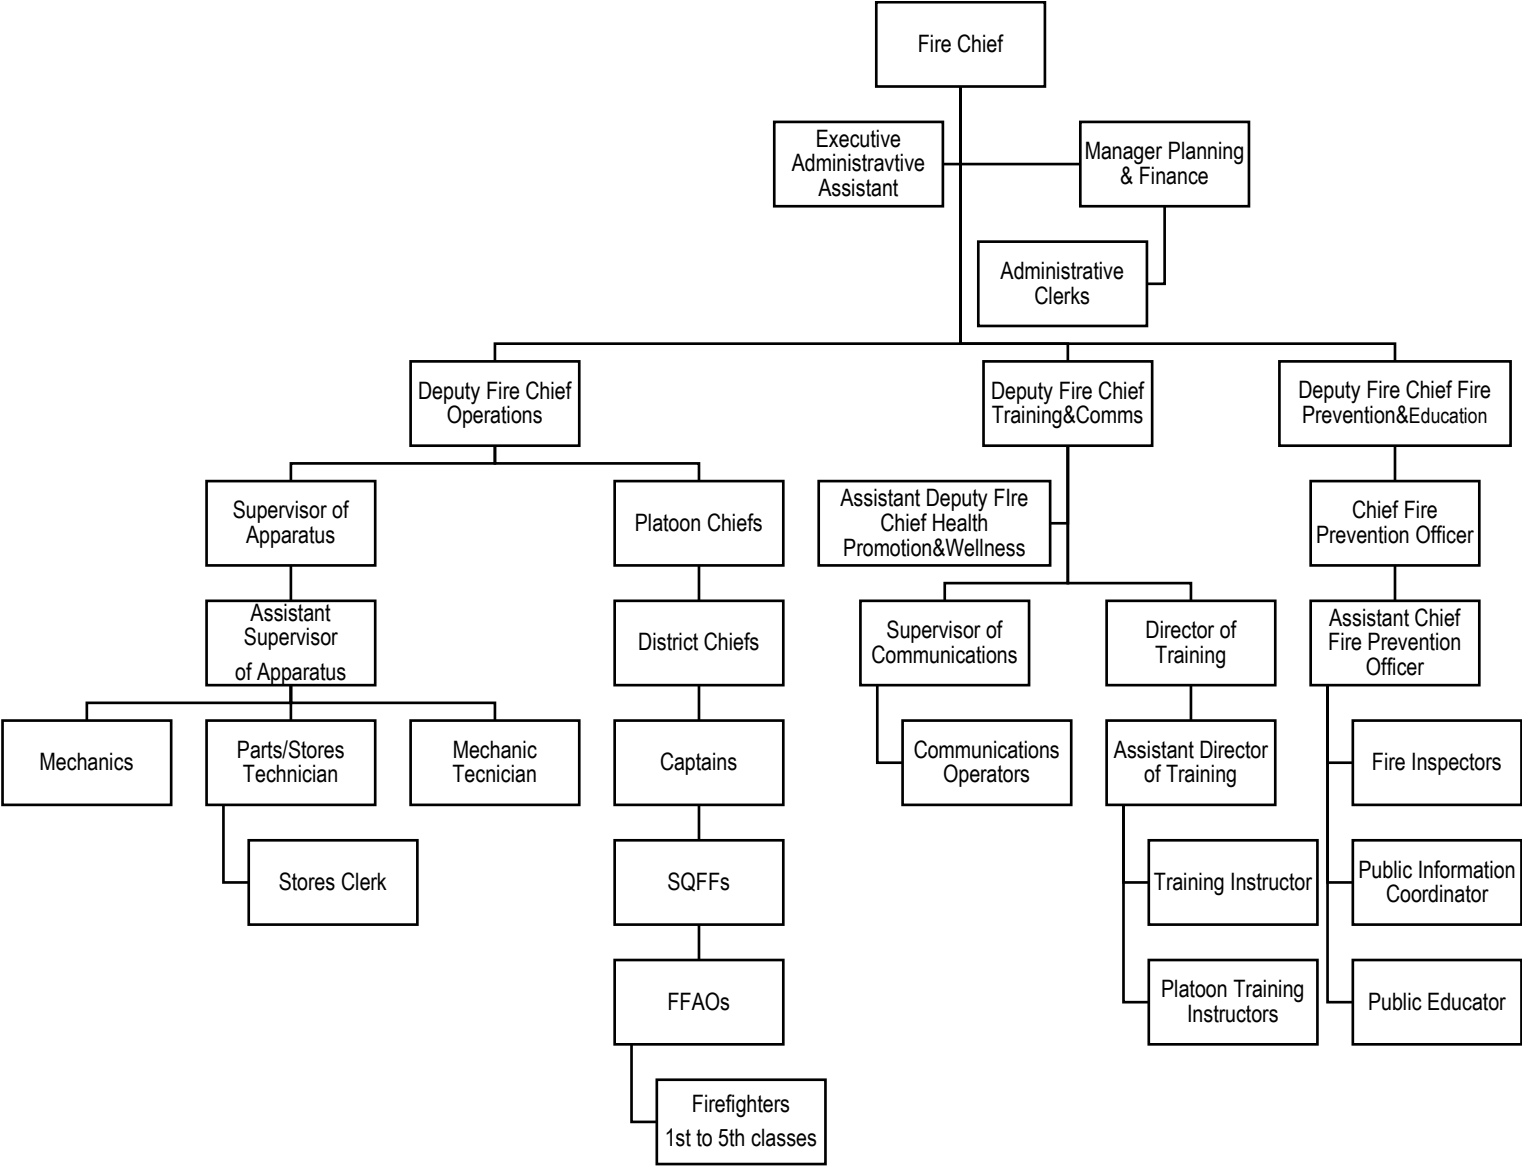 Fire Chief
Executive
Administravtive
Assistant
Manager Planning
& Finance
Administrative
Clerks
Deputy Fire Chief
Operations
Deputy Fire Chief
Training&Comms
Deputy Fire Chief Fire
Prevention&Education
Supervisor of
Apparatus
Platoon Chiefs
Assistant Deputy FIre
Chief Health
Promotion&Wellness
Chief Fire
Prevention Officer
Assistant
Supervisor
of Apparatus
District Chiefs
Supervisor of
Communications
Director of
Training
Assistant Chief
Fire Prevention
Officer
Mechanics
Parts/Stores
Technician
Mechanic
Tecnician
Captains
Communications
Operators
Assistant Director
of Training
Fire Inspectors
Stores Clerk
SQFFs
Training Instructor
Public Information
Coordinator
FFAOs
Platoon Training
Instructors
Public Educator
Firefighters
1st to 5th classes